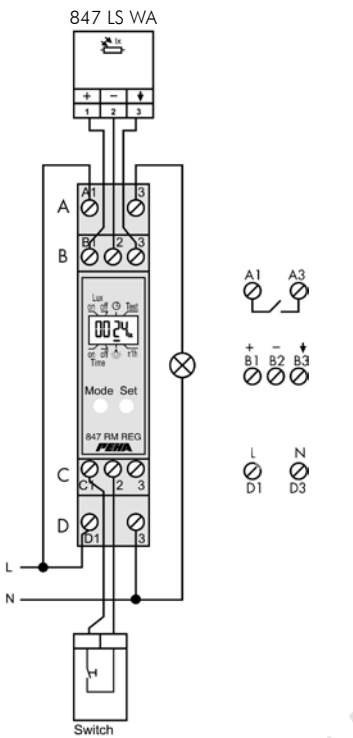 847 LS WA
lx
+ −
1 2 3
A1 3
A
B1 2 3
B
Lux
on off Test
0024
on off ±1h
Time
Mode Set
847 RM REG
PEHA
C
C1 2 3
D
D1 3
L
N
Switch
A1 A3
+ −
B1 B2 B3
L N
D1 D3